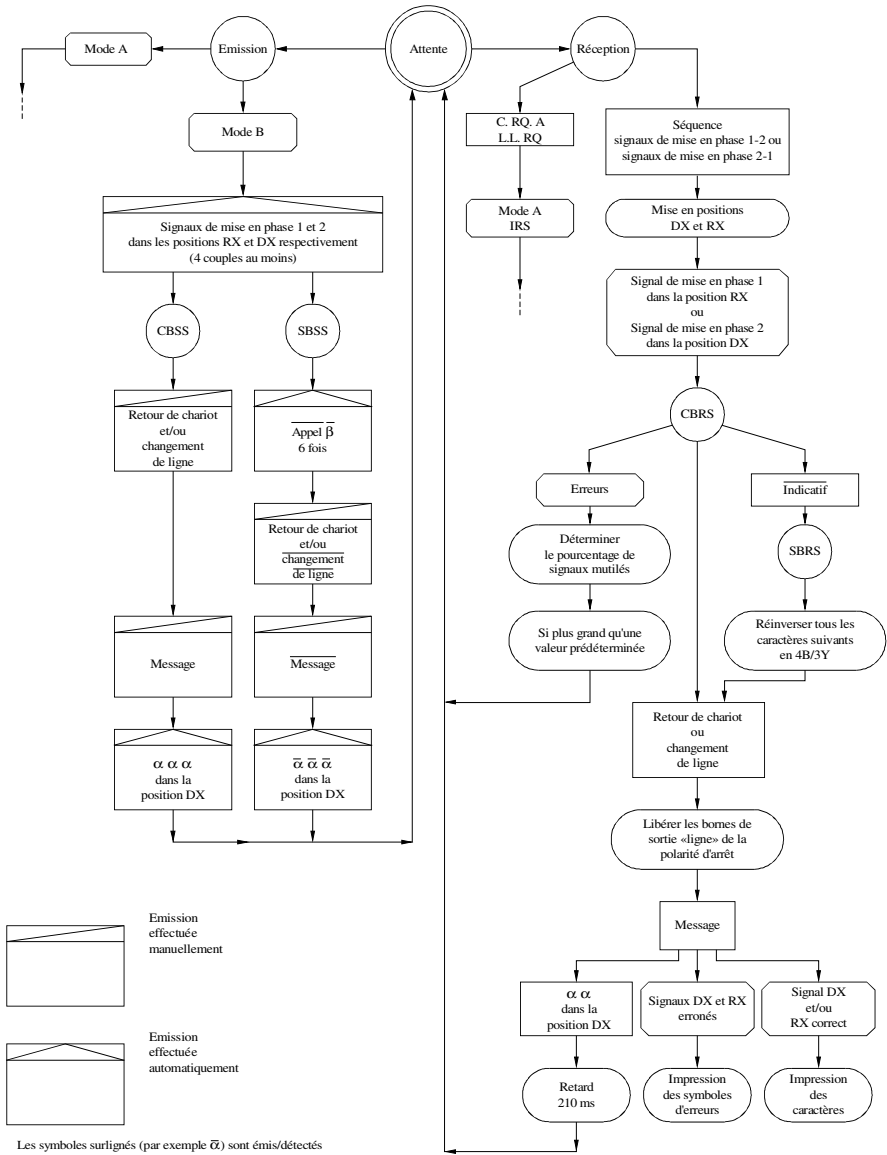 Mode A
Emission
Attente
Réception
Mode B
C. RQ. A
L.L. RQ
Séquence
signaux de mise en phase 1-2 ou
signaux de mise en phase 2-1
Signaux de mise en phase 1 et 2
dans les positions RX et DX respectivement
(4 couples au moins)
Mode A
IRS
Mise en positions
DX et RX
Signal de mise en phase 1
dans la position RX
ou
Signal de mise en phase 2
dans la position DX
CBSS
SBSS
CBRS
Retour de chariot
et/ou
changement
de ligne
Appel β̅
6 fois
Erreurs
Indicatif
Retour de chariot
et/ou
changement
de ligne
Déterminer
le pourcentage de
signaux mutilés
SBRS
Si plus grand qu'une
valeur prédéterminée
Réinverser tous les
caractères suivants
en 4B/3Y
Message
Message
Retour de chariot
ou
changement
de ligne
α α α
dans la
position DX
α̅ α̅ α̅
dans la
position DX
Libérer les bornes de
sortie «ligne» de la
polarité d'arrêt
Message
Emission
effectuée
manuellement
α α
dans la
position DX
Signaux DX et RX
erronés
Signal DX
et/ou
RX correct
Emission
effectuée
automatiquement
Retard
210 ms
Impression
des symboles
d'erreurs
Impression
des
caractères
Les symboles surlignés (par exemple α̅) sont émis/détectés